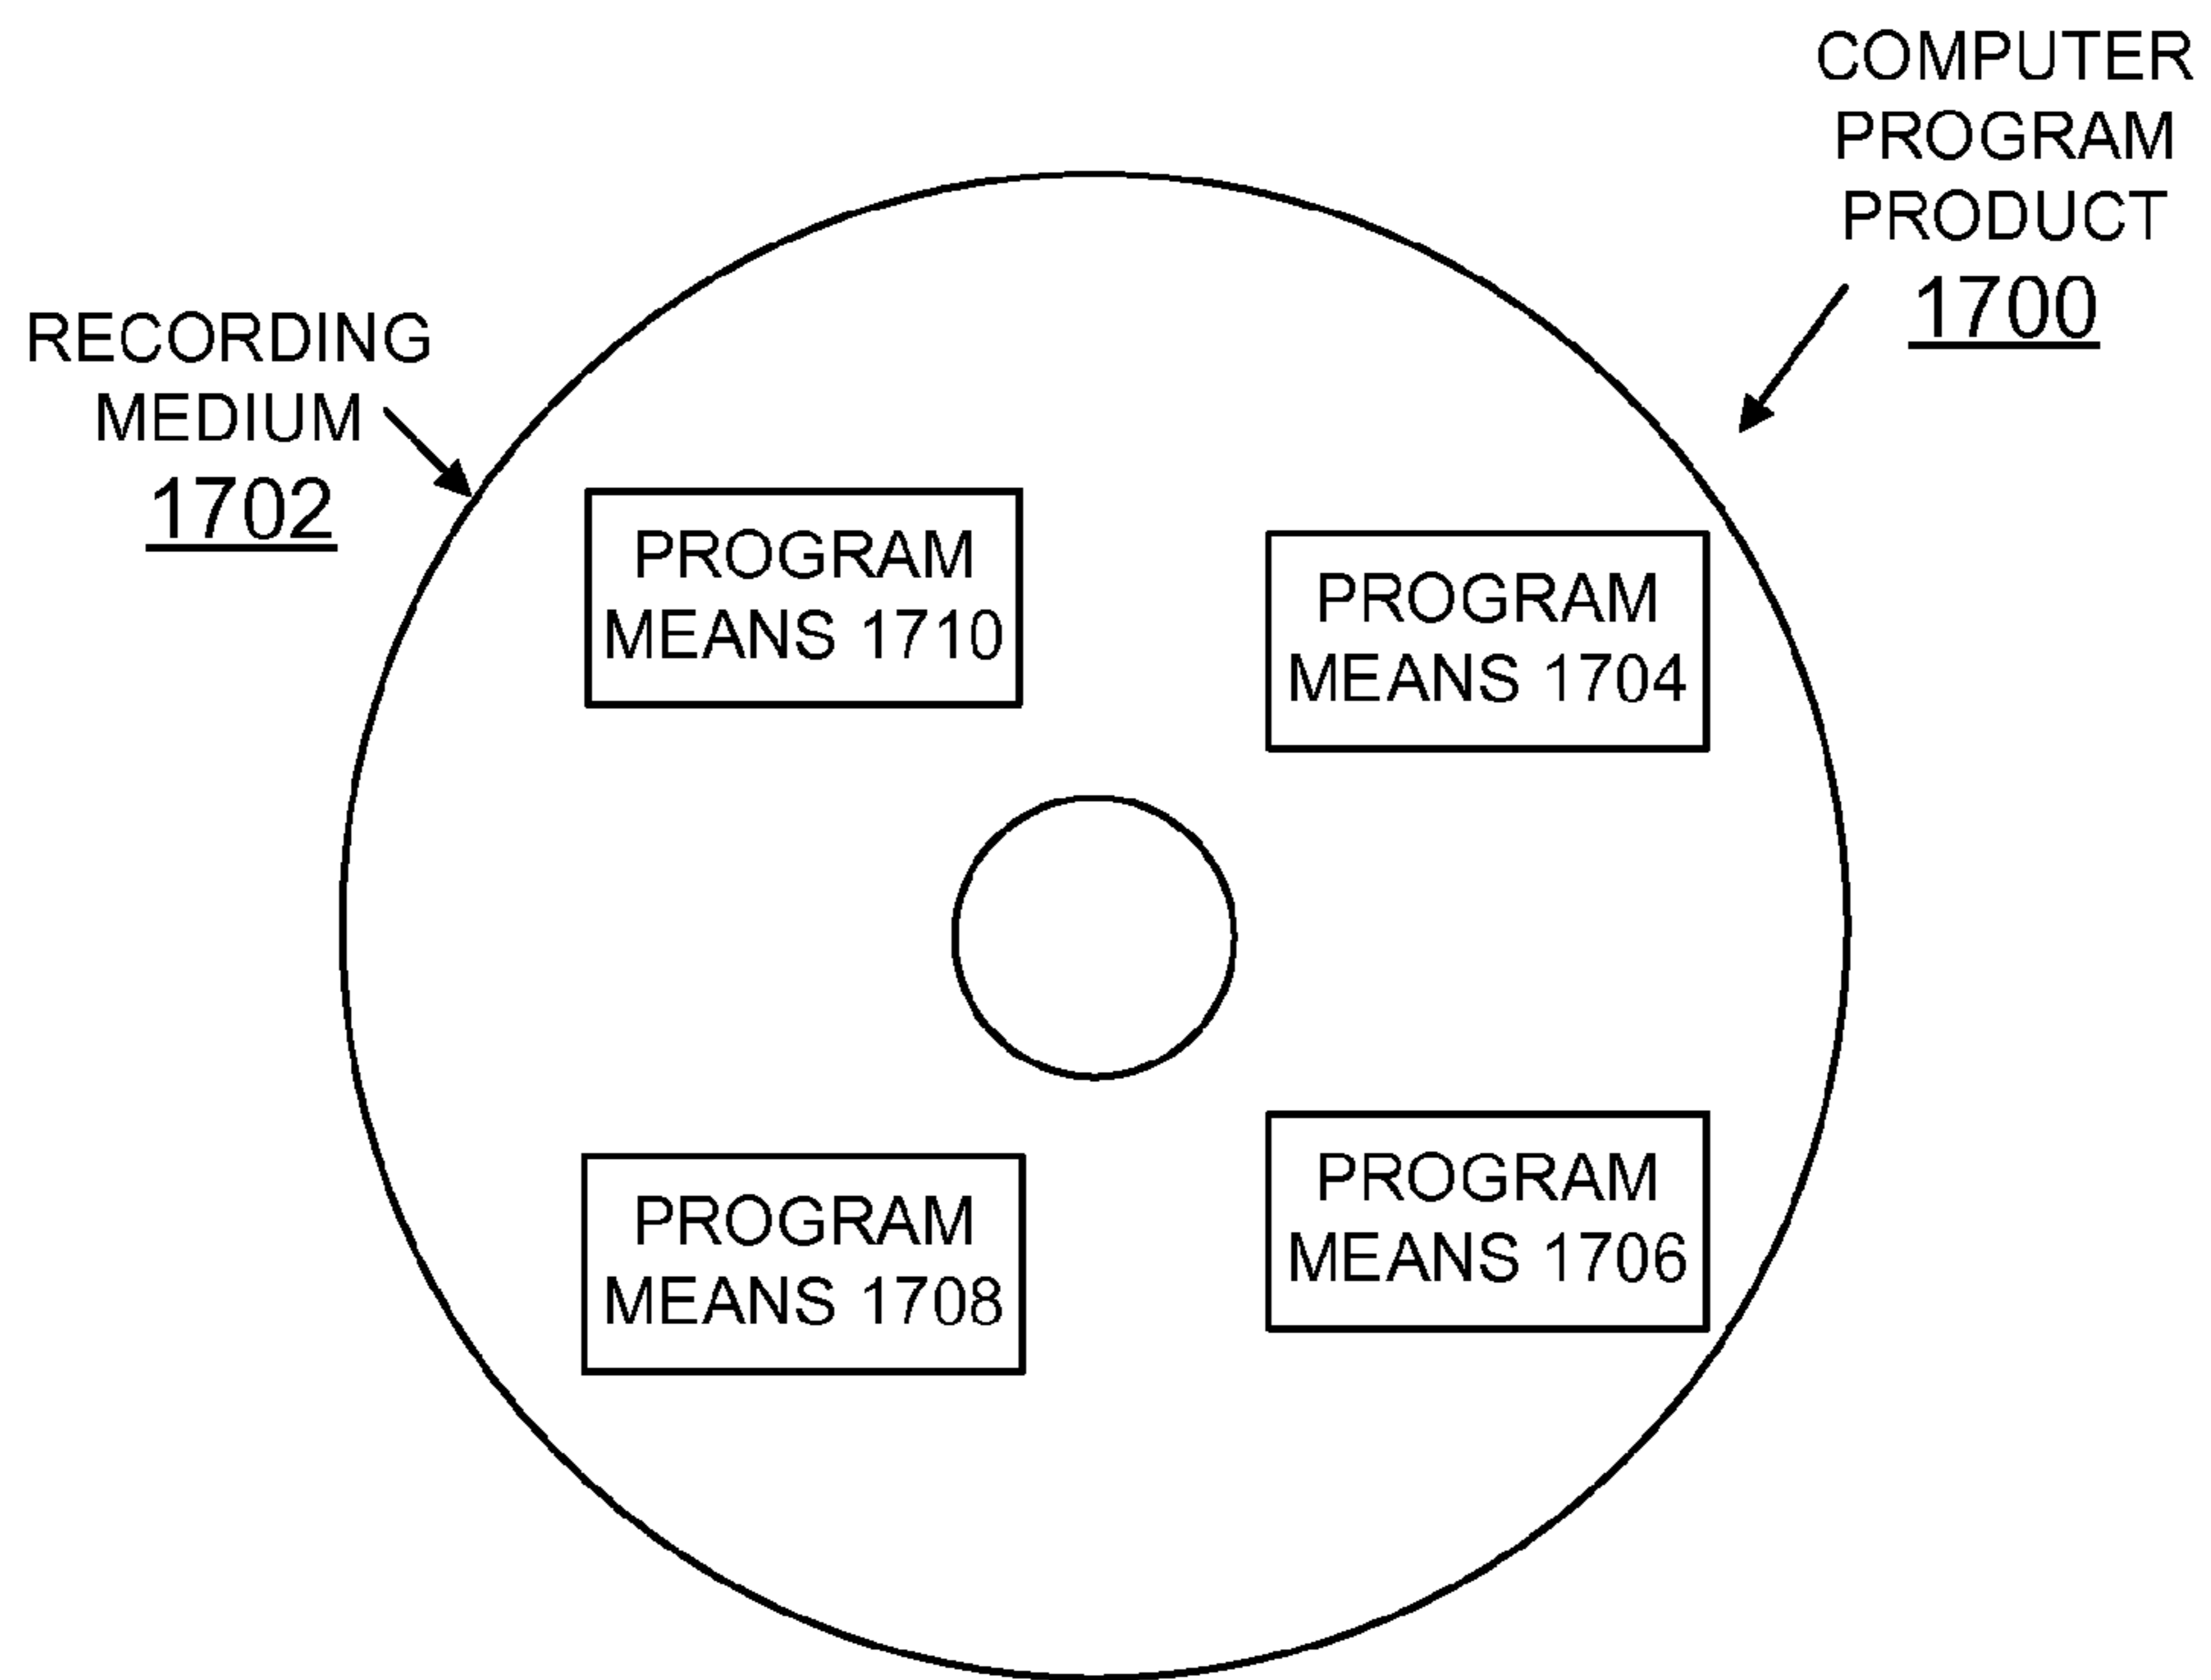 COMPUTER
PROGRAM
PRODUCT
1700
RECORDING
MEDIUM
1702
PROGRAM
MEANS 1710
PROGRAM
MEANS 1704
PROGRAM
MEANS 1708
PROGRAM
MEANS 1706